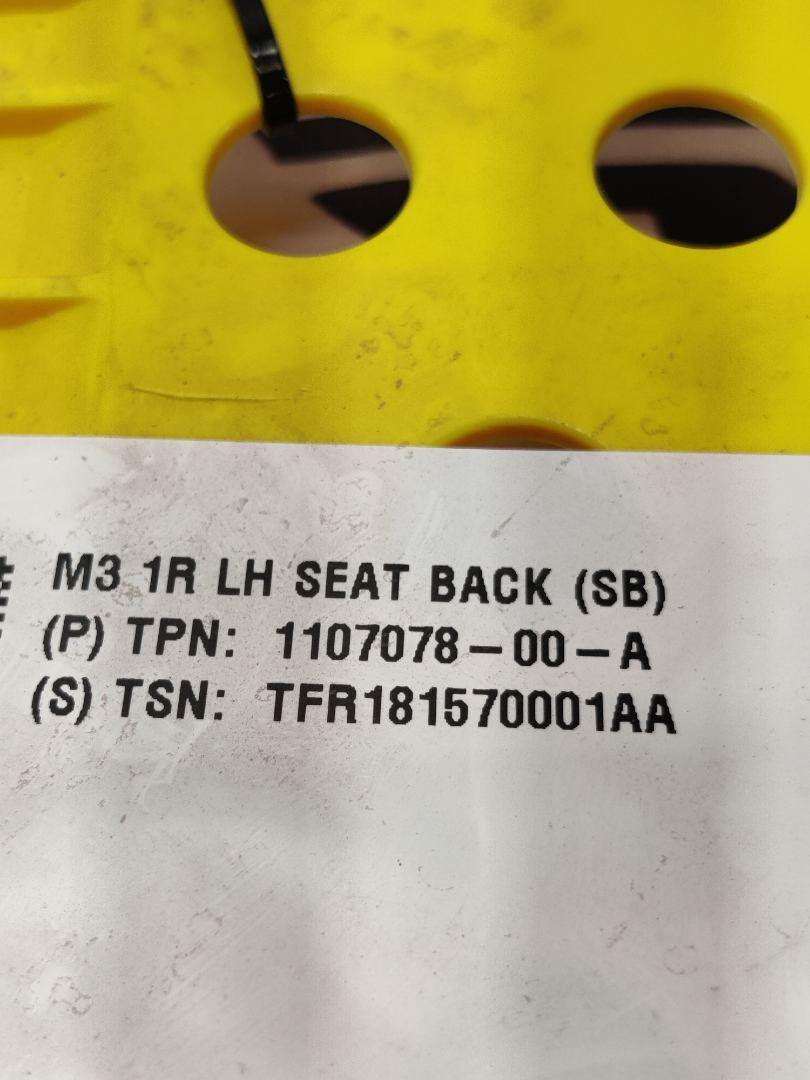 M3 1R LH SEAT BACK (SB)
(P) TPN: 1107078-00-A
(S) TSN: TFR181570001AA